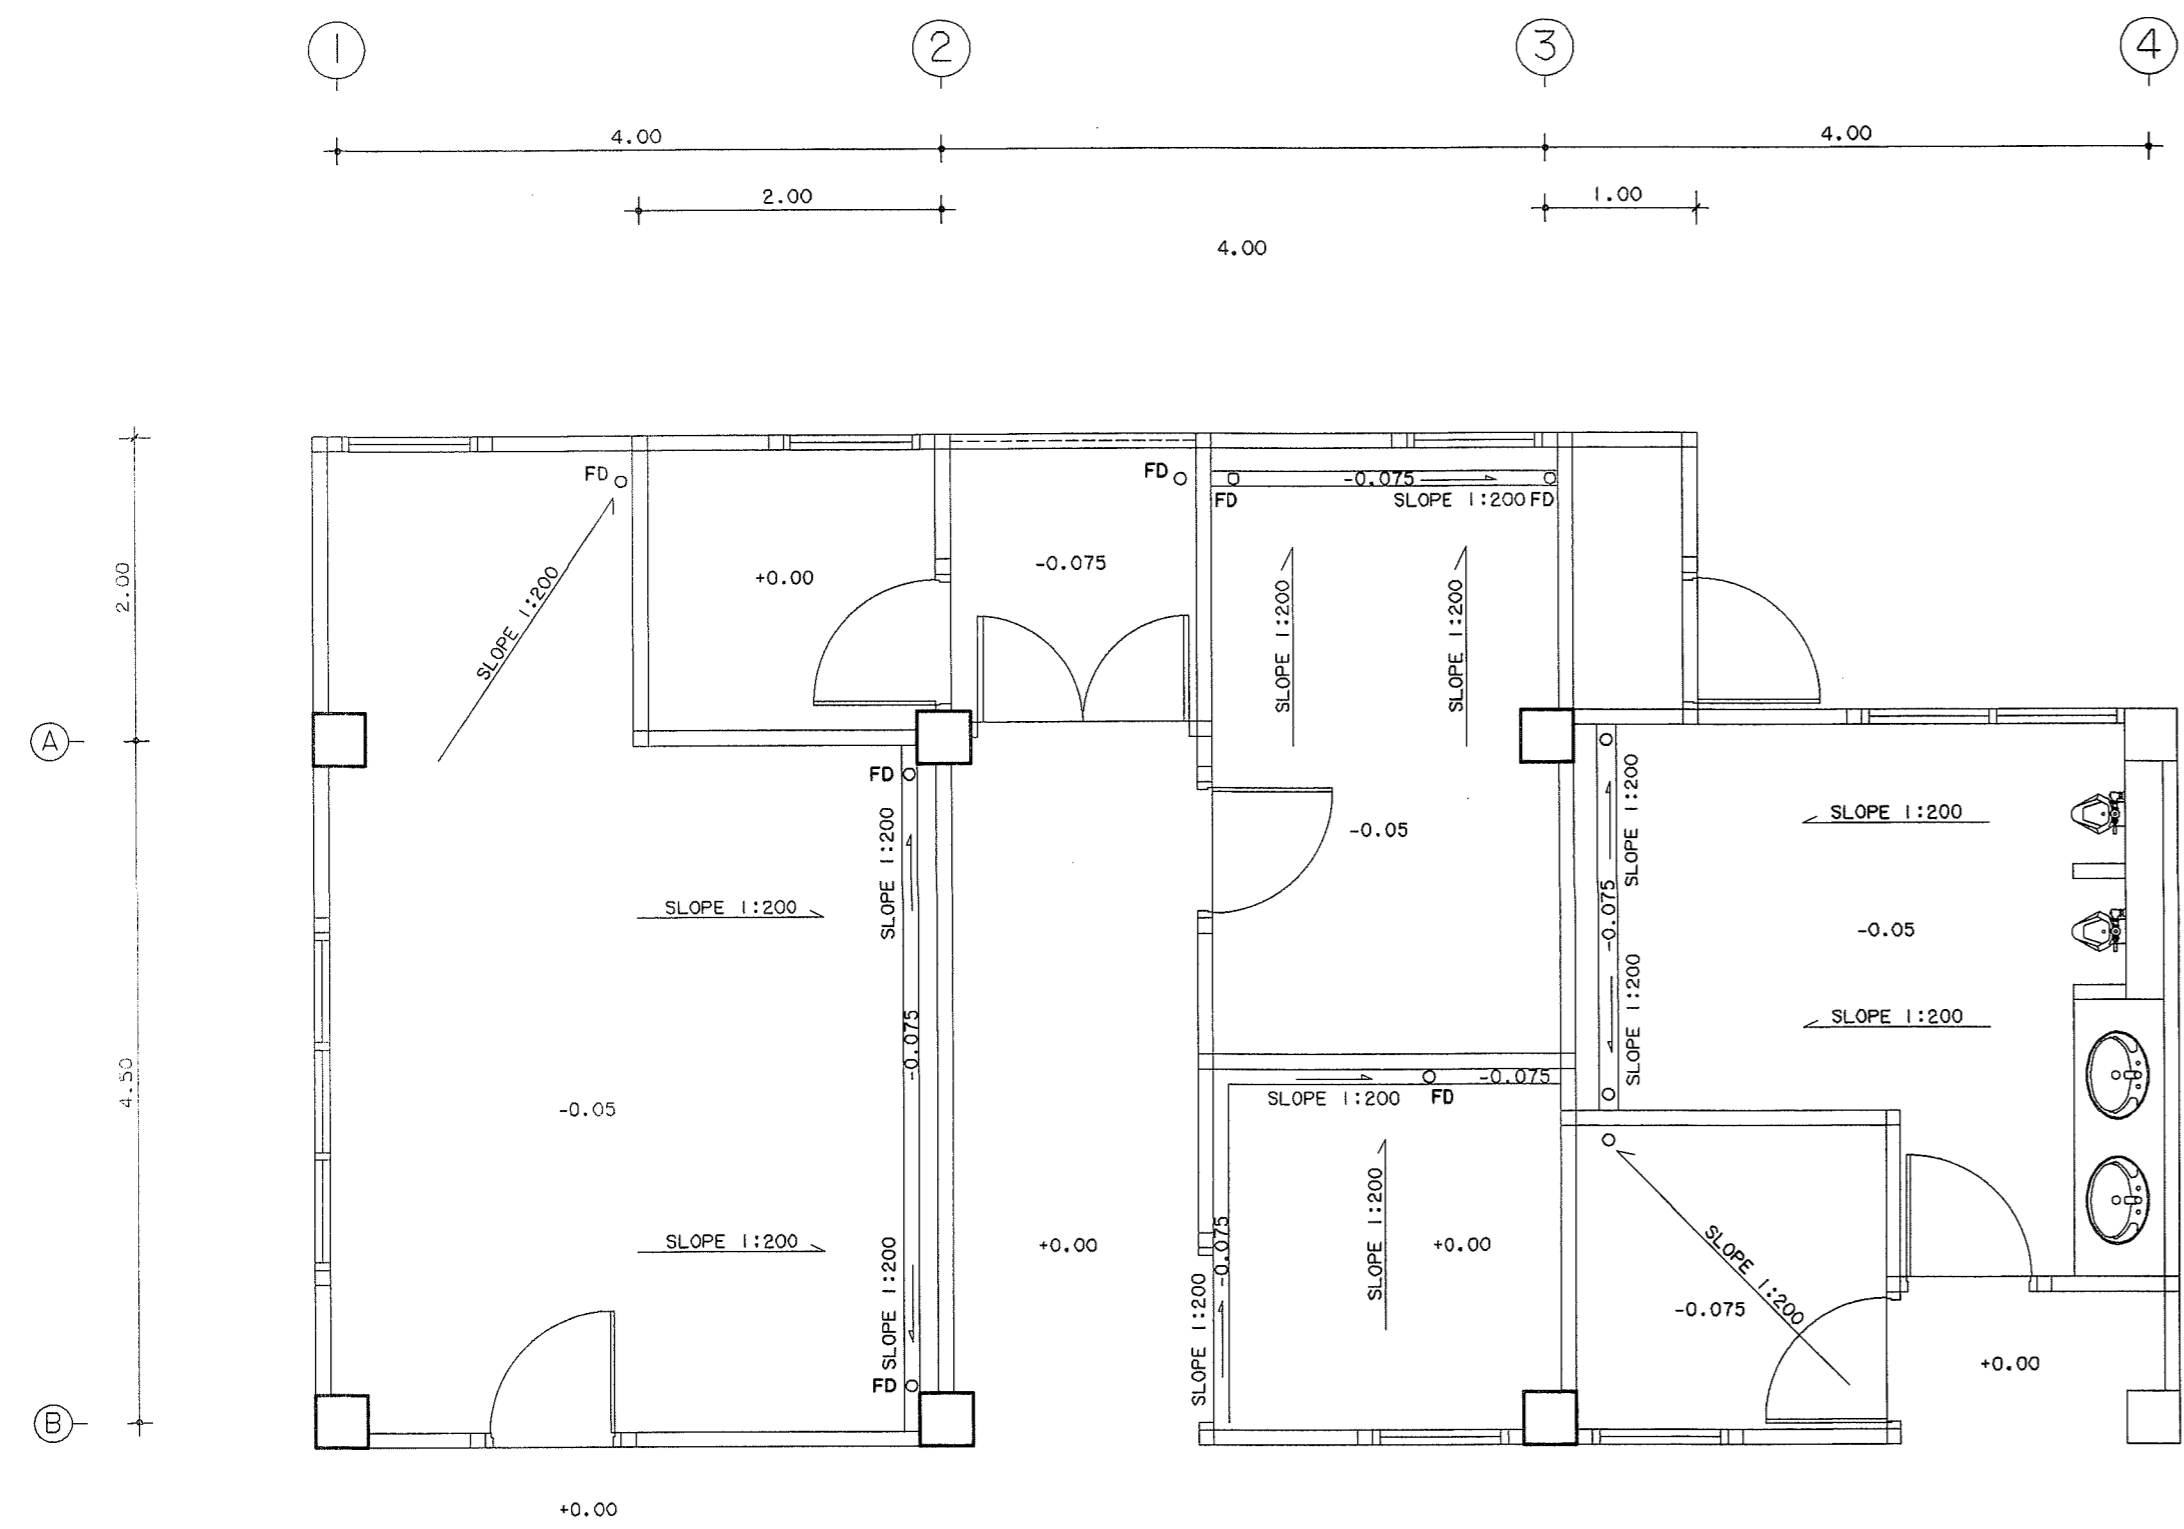 1 2 3 4
4.00 4.00
2.00 1.00
4.00
FD FD -0.075
FD SLOPE 1:200 FD
2.00 SLOPE 1:200 +0.00 -0.075 SLOPE 1:200 SLOPE 1:200
A
FD
SLOPE 1:200 -0.05 SLOPE 1:200 SLOPE 1:200
SLOPE 1:200 -0.075 -0.05
4.50 -0.075 SLOPE 1:200 SLOPE 1:200
-0.05 SLOPE 1:200 FD -0.075
SLOPE 1:200
SLOPE 1:200 SLOPE 1:200 +0.00 -0.075 +0.00 SLOPE 1:200
SLOPE 1:200 -0.075
+0.00
FD
B
+0.00